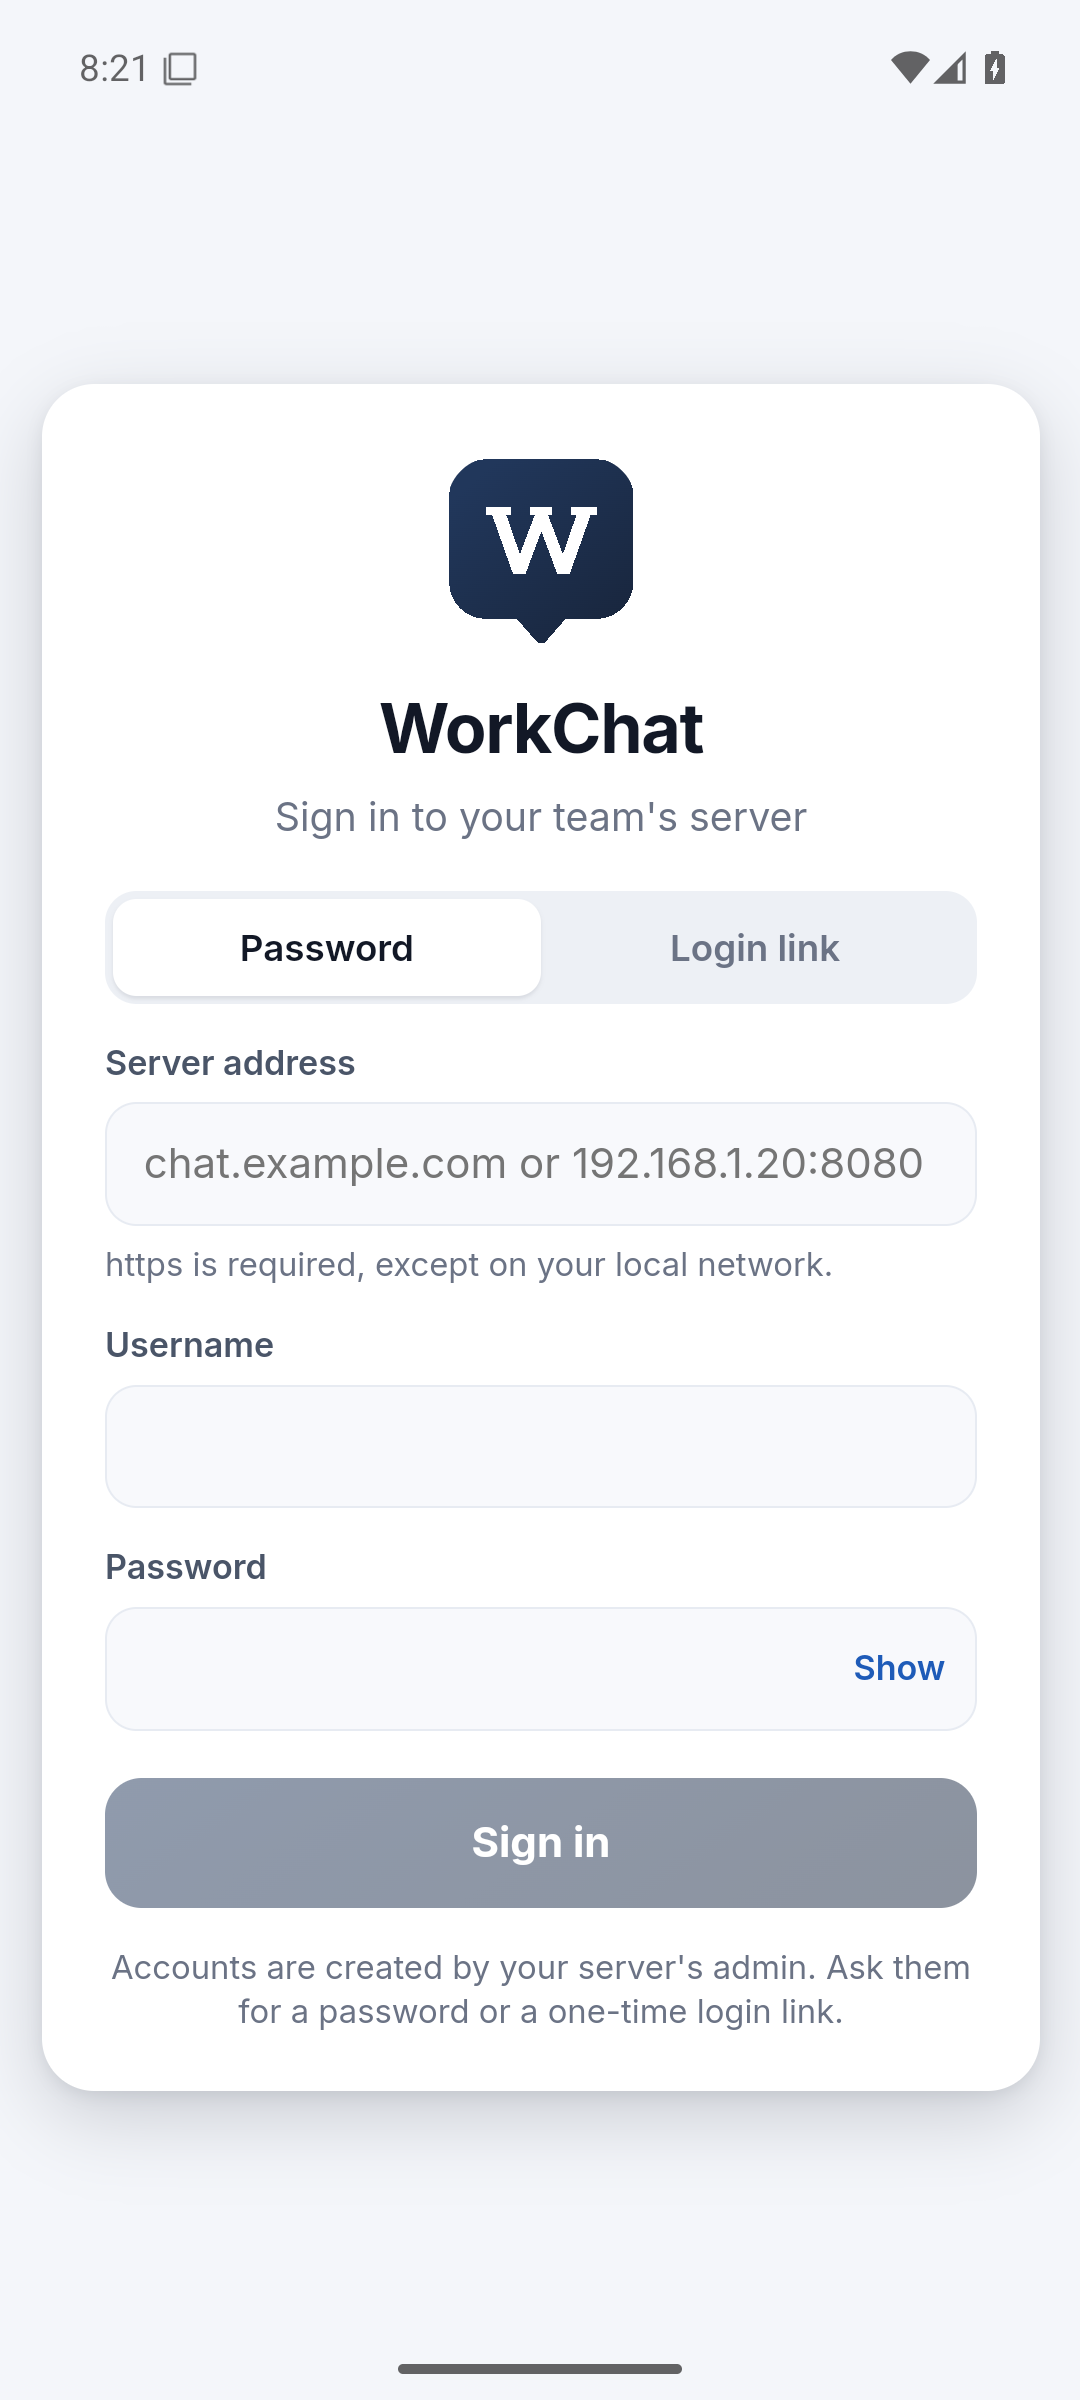 8:21
W
WorkChat
Sign in to your team's server
Password
Login link
Server address
chat.example.com or 192.168.1.20:8080
https is required, except on your local network.
Username
Password
Show
Sign in
Accounts are created by your server's admin. Ask them
for a password or a one-time login link.